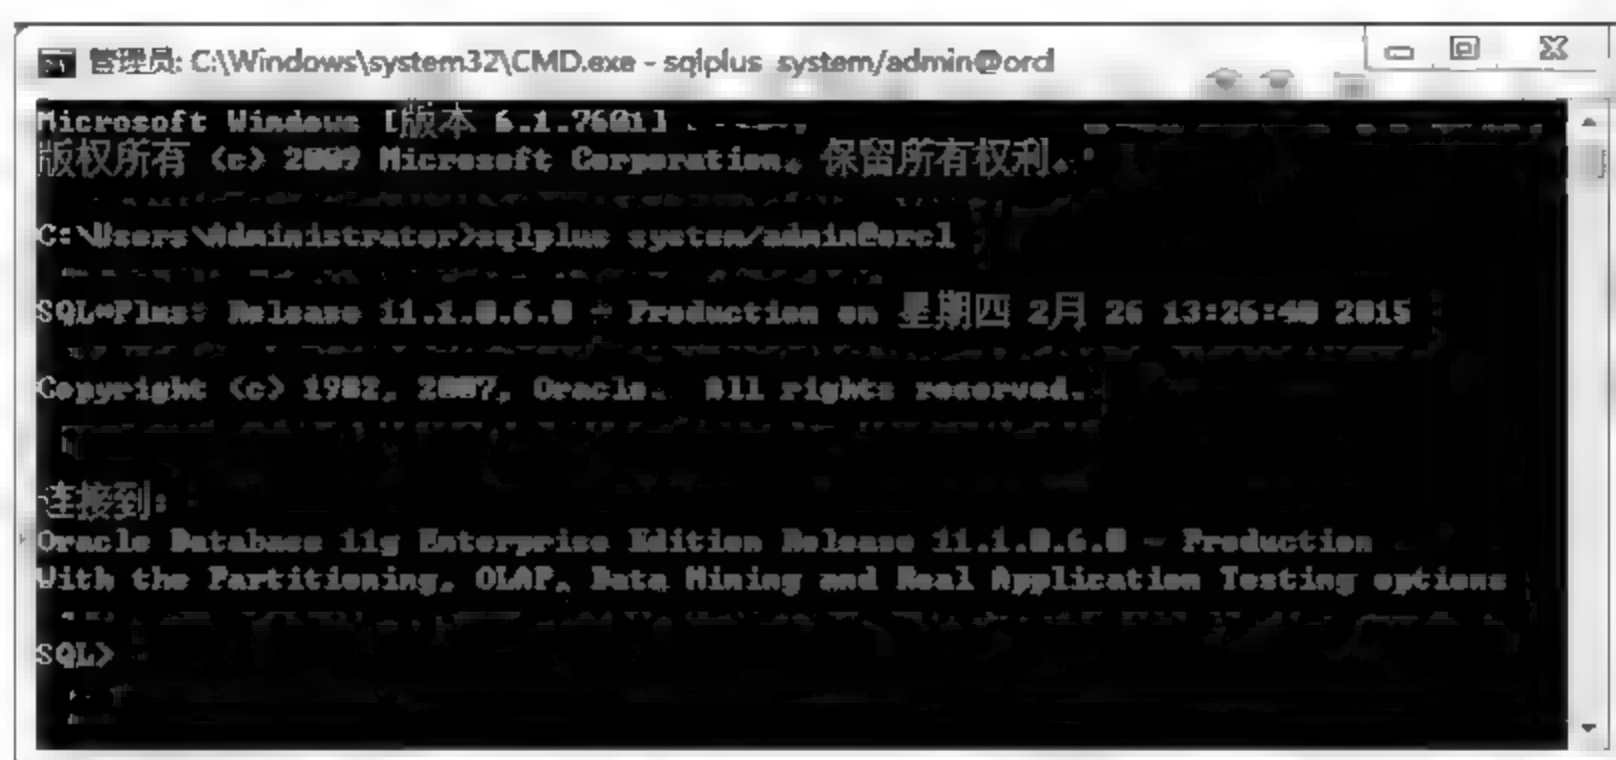 管理员: C:\Windows\system32\CMD.exe - sqlplus system/admin@orcl
Microsoft Windows [版本 6.1.7601]
版权所有 (c) 2009 Microsoft Corporation。保留所有权利。
C:\Users\Administrator>sqlplus system/admin@orcl
SQL*Plus: Release 11.1.0.6.0 - Production on 星期四 2月 26 13:26:40 2015
Copyright (c) 1982, 2007, Oracle.  All rights reserved.
连接到:
Oracle Database 11g Enterprise Edition Release 11.1.0.6.0 - Production
With the Partitioning, OLAP, Data Mining and Real Application Testing options
SQL>